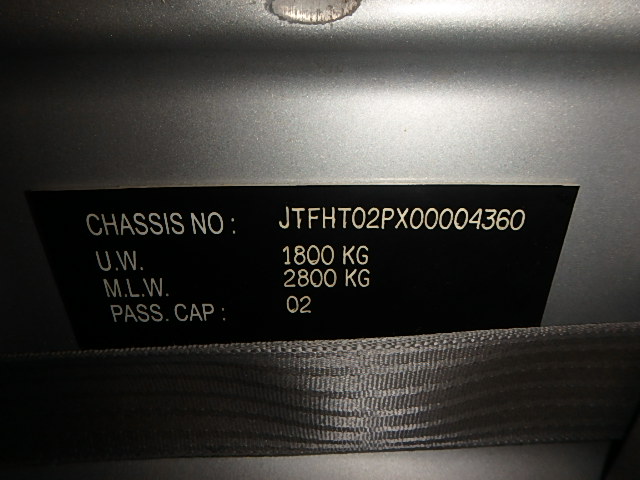 CHASSIS NO : JTFHT02PX00004360
U.W. 1800 KG
M.L.W. 2800 KG
PASS. CAP : 02